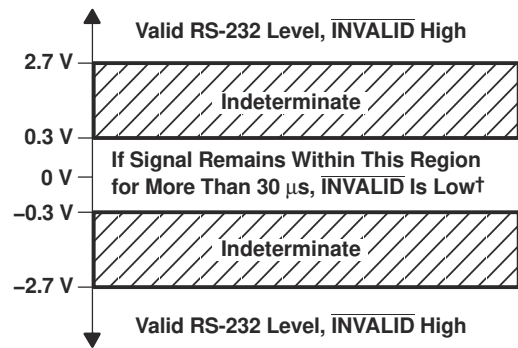 Valid RS-232 Level, INVALID High
2.7 V
Indeterminate
0.3 V
If Signal Remains Within This Region
0 V
for More Than 30 μs, INVALID Is Low†
−0.3 V
Indeterminate
−2.7 V
Valid RS-232 Level, INVALID High